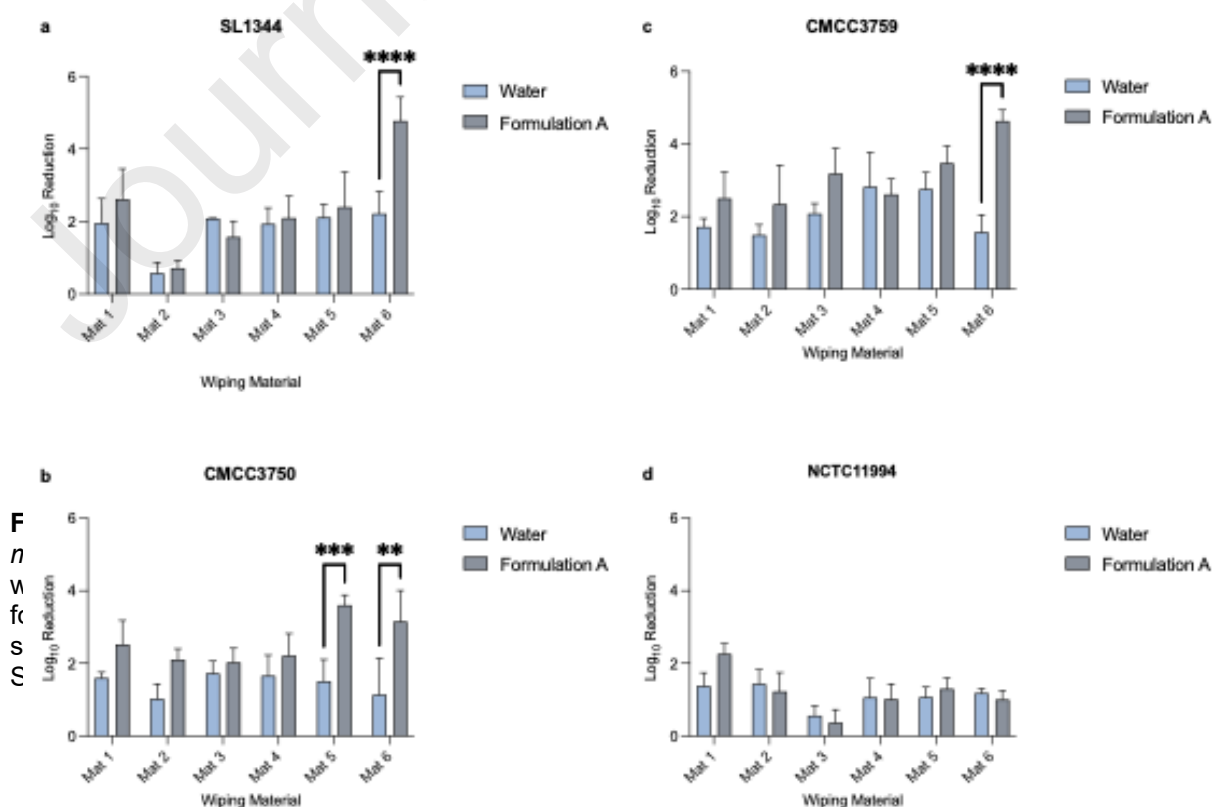 a
SL1344
****
6
4
2
0
Log10 Reduction
Water
Formulation A
Mat 1
Mat 2
Mat 3
Mat 4
Mat 5
Mat 6
Wiping Material
Journ
c
CMCC3759
****
6
4
2
0
Log10 Reduction
Water
Formulation A
Mat 1
Mat 2
Mat 3
Mat 4
Mat 5
Mat 6
Wiping Material
b
CMCC3750
*** **
6
4
2
0
Log10 Reduction
Water
Formulation A
Mat 1
Mat 2
Mat 3
Mat 4
Mat 5
Mat 6
Wiping Material
d
NCTC11994
6
4
2
0
Log10 Reduction
Water
Formulation A
Mat 1
Mat 2
Mat 3
Mat 4
Mat 5
Mat 6
Wiping Material
F